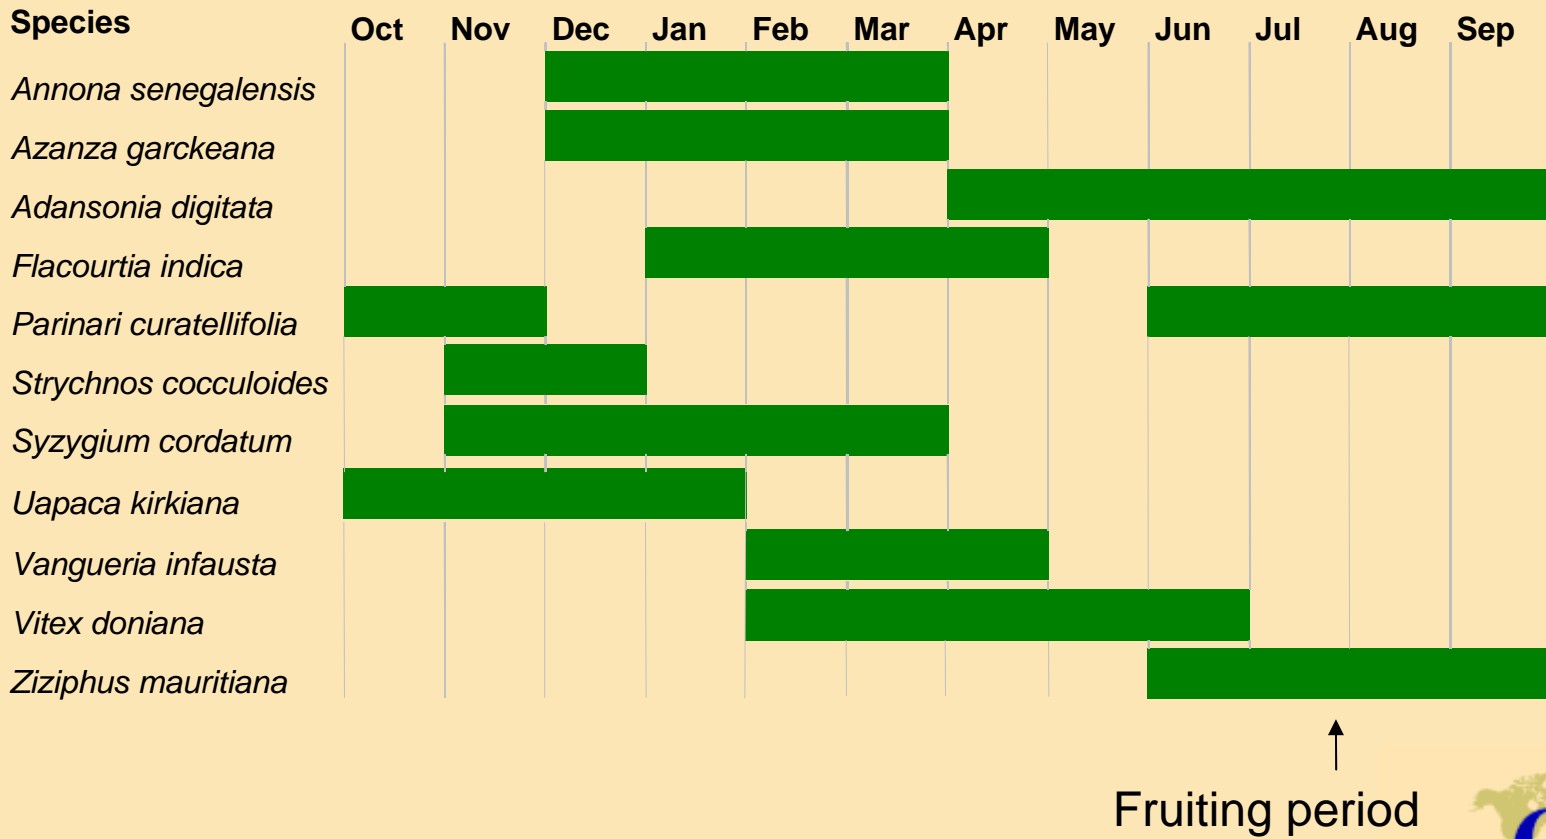 Species Oct Nov Dec Jan Feb Mar Apr May Jun Jul Aug Sep
Annona senegalensis
Azanza garckeana
Adansonia digitata
Flacourtia indica
Parinari curatellifolia
Strychnos cocculoides
Syzygium cordatum
Uapaca kirkiana
Vangueria infausta
Vitex doniana
Ziziphus mauritiana
Fruiting period